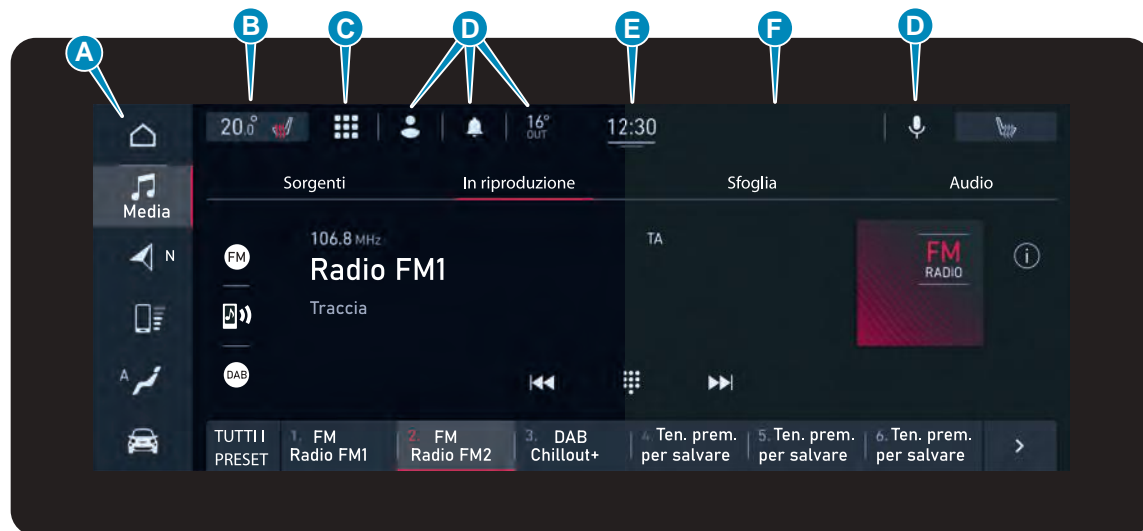 A
B
C
D
E
F
D
20.0°
16°
OUT
12:30
Media
N
A
Sorgenti
In riproduzione
Sfoglia
Audio
FM
DAB
106.8 MHz
Radio FM1
Traccia
TA
FM
RADIO
i
TUTTI I
PRESET
1. FM
Radio FM1
2. FM
Radio FM2
3. DAB
Chillout+
4. Ten. prem.
per salvare
5. Ten. prem.
per salvare
6. Ten. prem.
per salvare